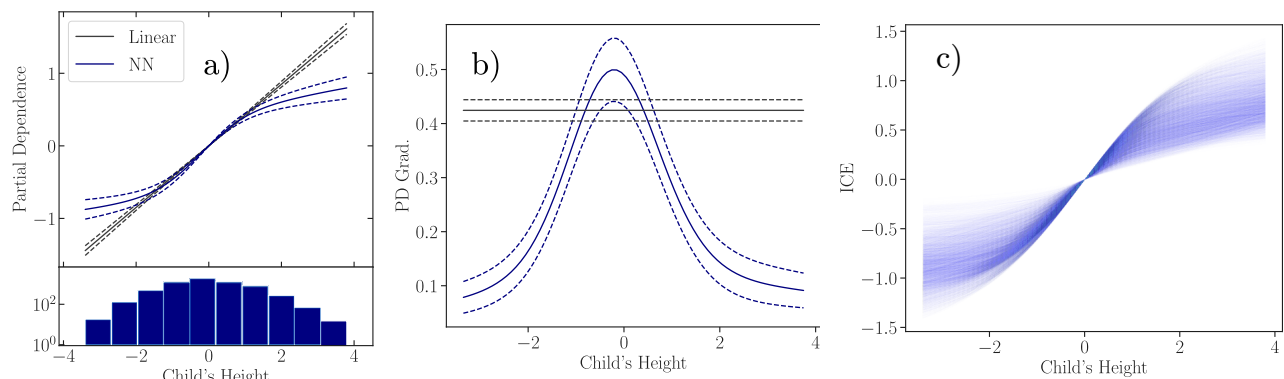 Linear
NN
a)
Partial Dependence
1
0
−1
10²
10⁰
−4 −2 0 2 4
Child's Height
b)
PD Grad.
0.5
0.4
0.3
0.2
0.1
−2 0 2 4
Child's Height
c)
ICE
1.5
1.0
0.5
0.0
−0.5
−1.0
−1.5
−2 0 2 4
Child's Height